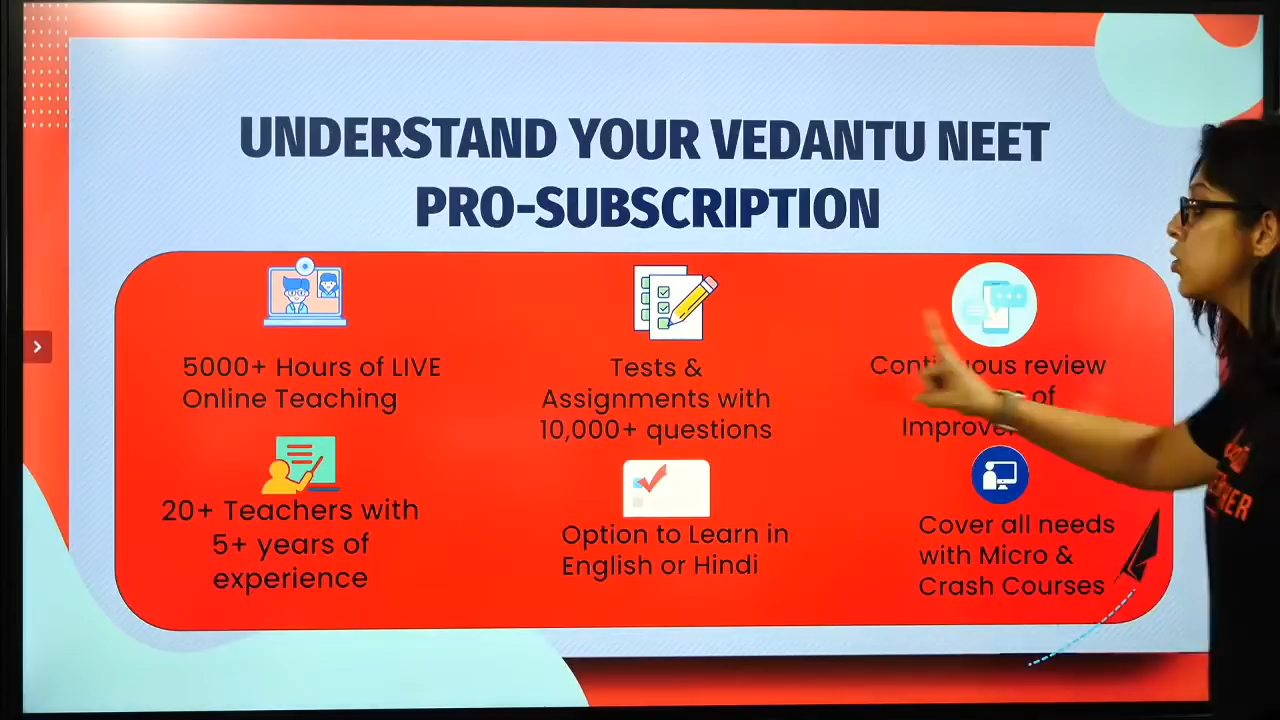 UNDERSTAND YOUR VEDANTU NEET
PRO-SUBSCRIPTION
5000+ Hours of LIVE
Online Teaching
Tests &
Assignments with
10,000+ questions
review
of
20+ Teachers with
5+ years of
experience
Option to Learn in
English or Hindi
Cover all needs
with Micro &
Crash Courses